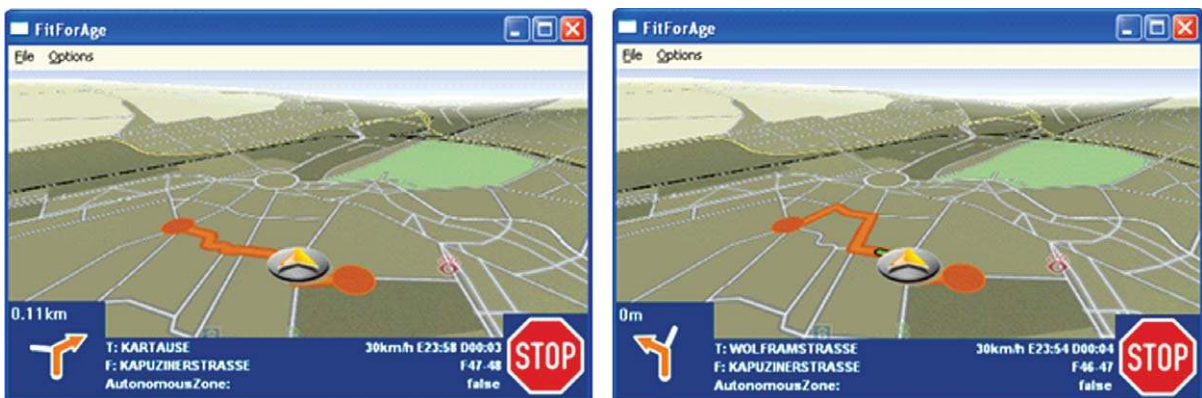 FitForAge
File Options
0.11km
T: KARTAUSE 30km/h E23:58 D00:03
F: KAPUZINERSTRASSE F47-48
AutonomousZone: false
STOP
FitForAge
File Options
0m
T: WOLFRAMSTRASSE 30km/h E23:54 D00:04
F: KAPUZINERSTRASSE F46-47
AutonomousZone: false
STOP